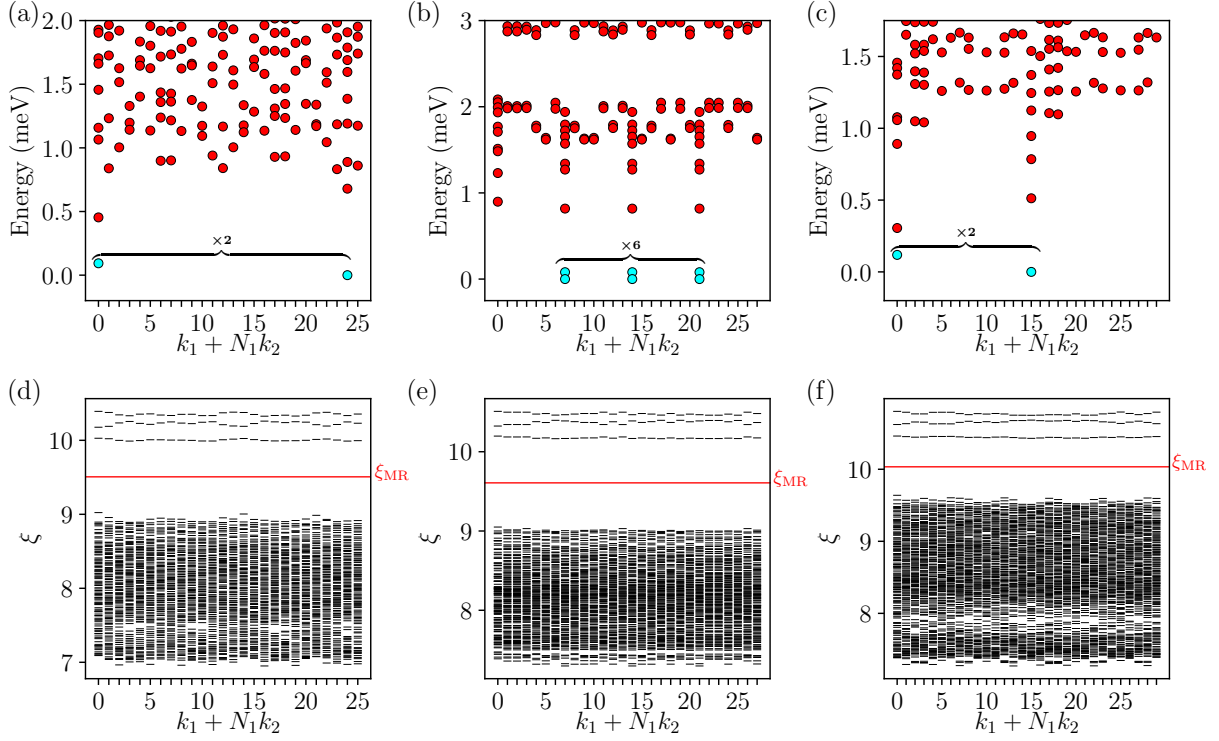 (a)
2.0
1.5
1.0
0.5
0.0
Energy (meV)
×2
0 5 10 15 20 25
k₁ + N₁k₂
(b)
3
2
1
0
Energy (meV)
×6
0 5 10 15 20 25
k₁ + N₁k₂
(c)
1.5
1.0
0.5
0.0
Energy (meV)
×2
0 5 10 15 20 25
k₁ + N₁k₂
(d)
10
9
8
7
ξ
ξMR
0 5 10 15 20 25
k₁ + N₁k₂
(e)
10
9
8
ξ
ξMR
0 5 10 15 20 25
k₁ + N₁k₂
(f)
10
9
8
ξ
ξMR
0 5 10 15 20 25
k₁ + N₁k₂